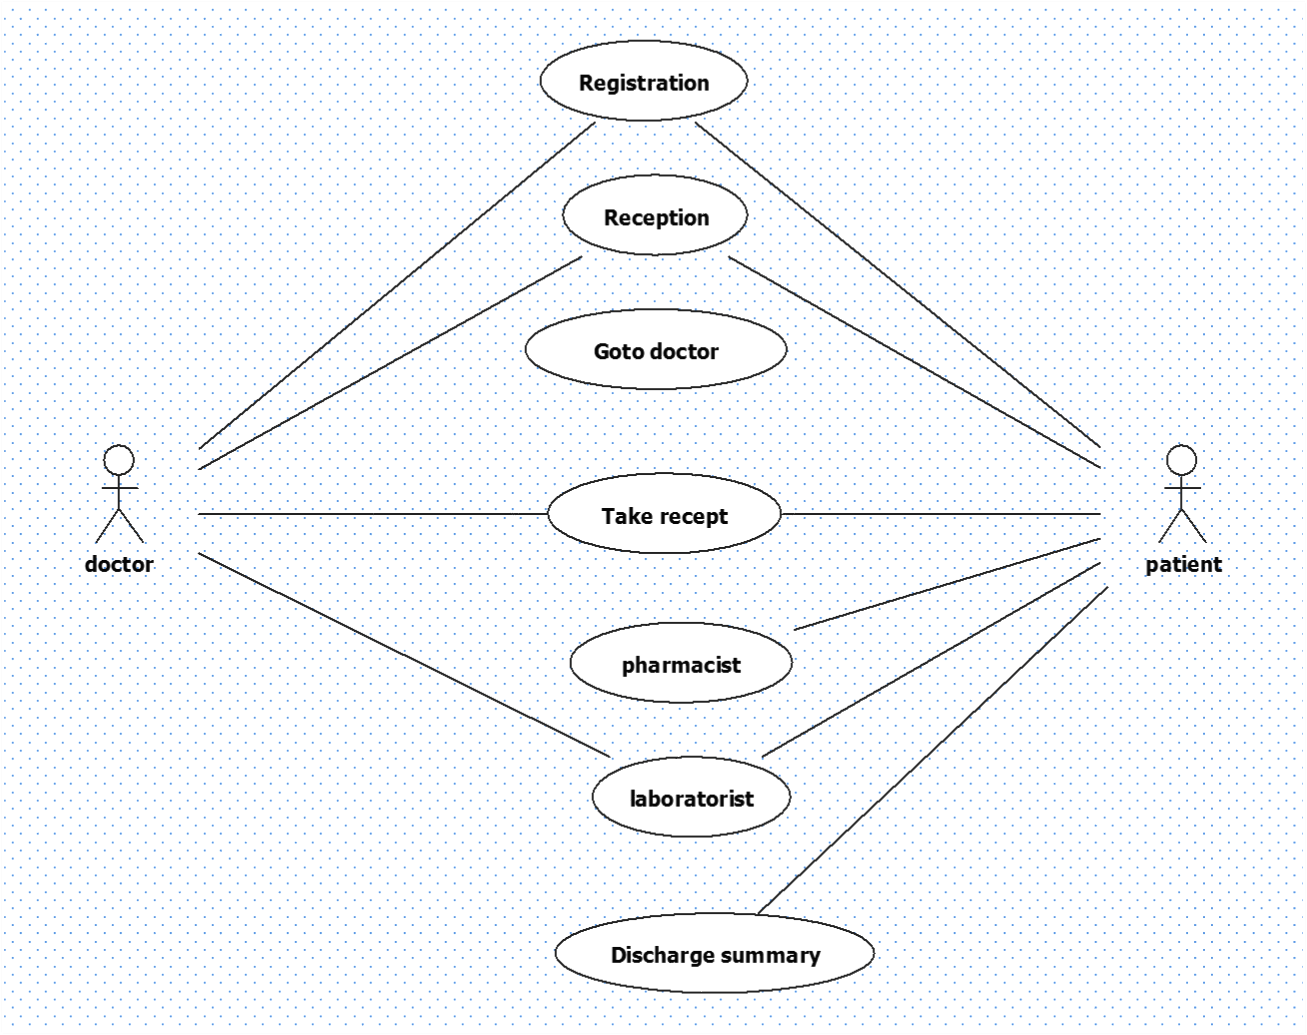 Registration
Reception
Goto doctor
doctor
Take recept
patient
pharmacist
laboratorist
Discharge summary